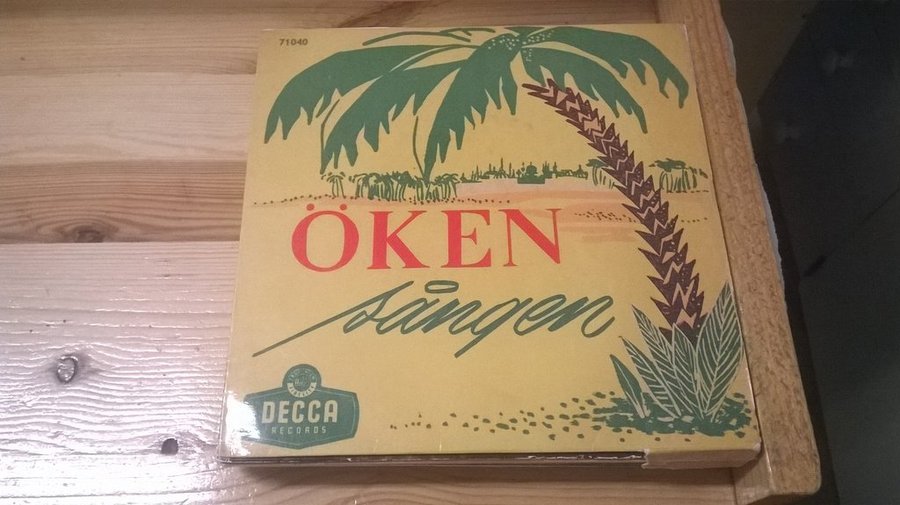 71040
ÖKEN
sången
DECCA
RECORDS